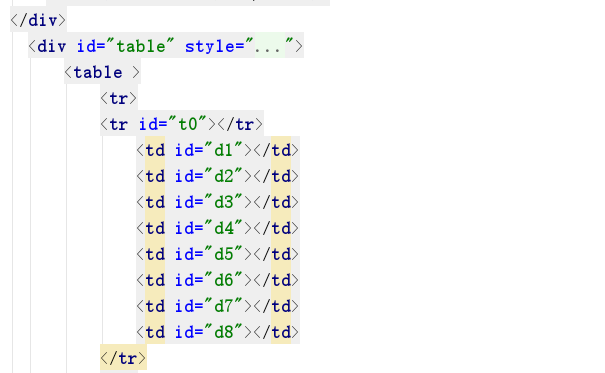 </div>
<div id="table" style="...">
<table >
<tr>
<tr id="t0"></tr>
<td id="d1"></td>
<td id="d2"></td>
<td id="d3"></td>
<td id="d4"></td>
<td id="d5"></td>
<td id="d6"></td>
<td id="d7"></td>
<td id="d8"></td>
</tr>